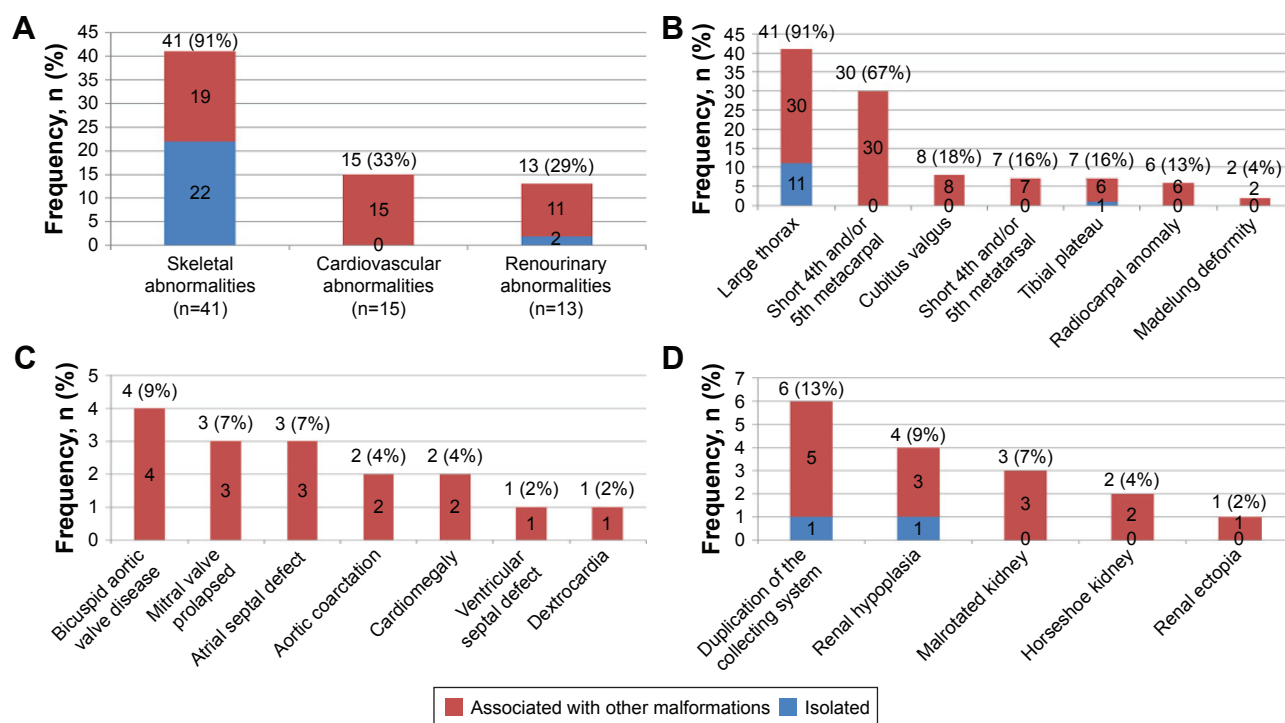 A
Frequency, n (%)
45
40
35
30
25
20
15
10
5
0
41 (91%)
19
22
15 (33%)
15
0
13 (29%)
11
2
Skeletal
abnormalities
(n=41)
Cardiovascular
abnormalities
(n=15)
Renourinary
abnormalities
(n=13)
B
Frequency, n (%)
45
40
35
30
25
20
15
10
5
0
41 (91%)
30
11
30 (67%)
30
0
8 (18%)
8
0
7 (16%)
7
0
7 (16%)
6
1
6 (13%)
6
0
2 (4%)
2
0
Large thorax
Short 4th and/or
5th metacarpal
Cubitus valgus
Short 4th and/or
5th metatarsal
Tibial plateau
Radiocarpal anomaly
Madelung deformity
C
Frequency, n (%)
5
4
3
2
1
0
4 (9%)
4
3 (7%)
3
3 (7%)
3
2 (4%)
2
2 (4%)
2
1 (2%)
1
1 (2%)
1
Bicuspid aortic
valve disease
Mitral valve
prolapsed
Atrial septal defect
Aortic coarctation
Cardiomegaly
Ventricular
septal defect
Dextrocardia
D
Frequency, n (%)
7
6
5
4
3
2
1
0
6 (13%)
5
1
4 (9%)
3
1
3 (7%)
3
0
2 (4%)
2
0
1 (2%)
1
0
Duplication of the
collecting system
Renal hypoplasia
Malrotated kidney
Horseshoe kidney
Renal ectopia
Associated with other malformations
Isolated